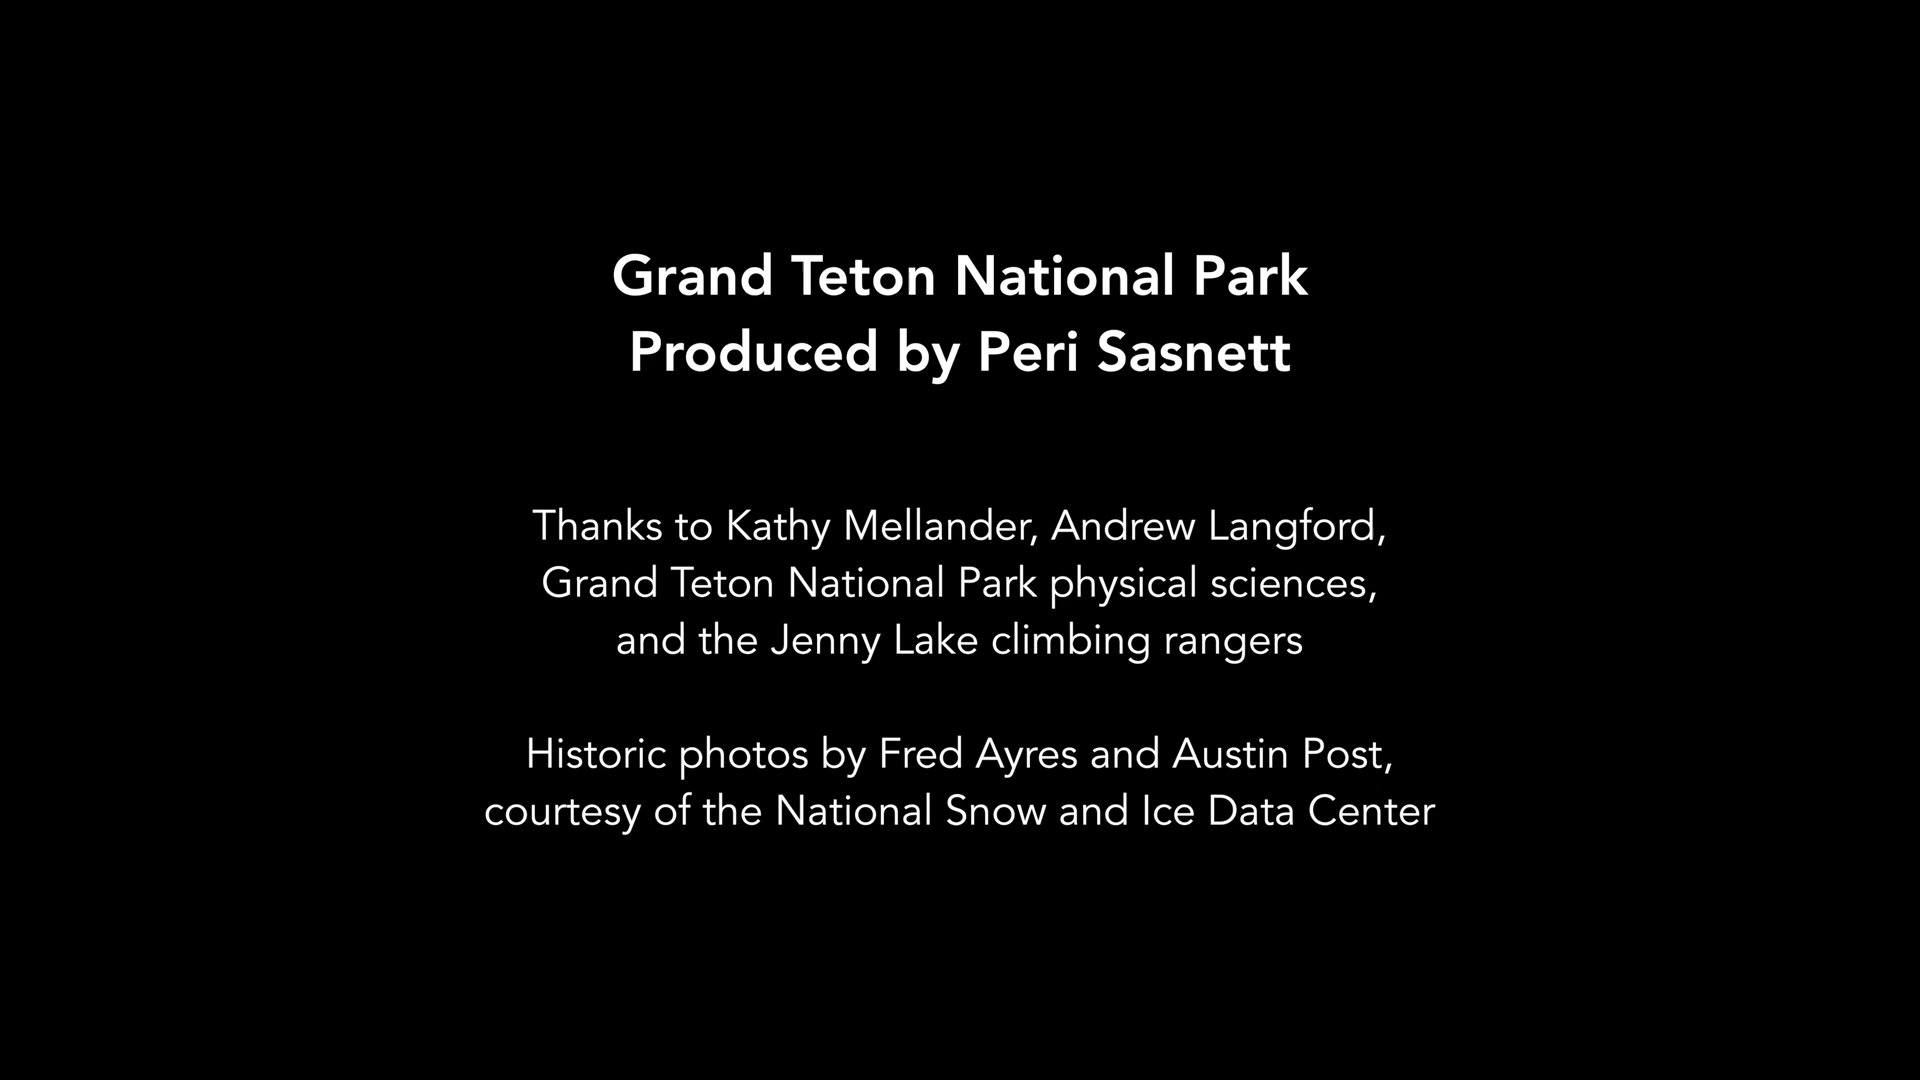 Grand Teton National Park
Produced by Peri Sasnett
Thanks to Kathy Mellander, Andrew Langford,
Grand Teton National Park physical sciences,
and the Jenny Lake climbing rangers
Historic photos by Fred Ayres and Austin Post,
courtesy of the National Snow and Ice Data Center